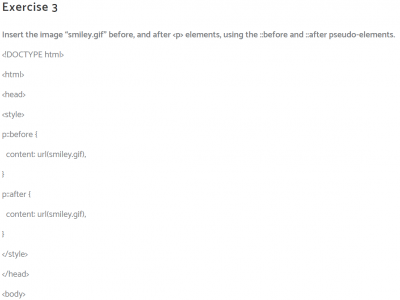 Exercise 3
Insert the image "smiley.gif" before, and after <p> elements, using the ::before and ::after pseudo-elements.
<!DOCTYPE html>
<html>
<head>
<style>
p::before {
content: url(smiley.gif),
}
p::after {
content: url(smiley.gif),
}
</style>
</head>
<body>